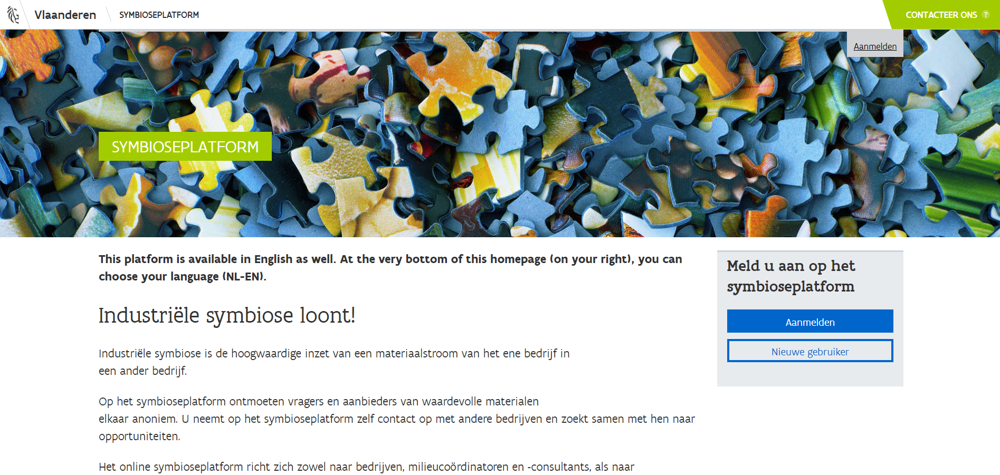 Vlaanderen
SYMBIOSEPLATFORM
CONTACTEER ONS ?
Aanmelden
SYMBIOSEPLATFORM
This platform is available in English as well. At the very bottom of this homepage (on your right), you can
choose your language (NL-EN).
Industriële symbiose loont!
Industriële symbiose is de hoogwaardige inzet van een materiaalstroom van het ene bedrijf in
een ander bedrijf.
Op het symbioseplatform ontmoeten vragers en aanbieders van waardevolle materialen
elkaar anoniem. U neemt op het symbioseplatform zelf contact op met andere bedrijven en zoekt samen met hen naar
opportuniteiten.
Het online symbioseplatform richt zich zowel naar bedrijven, milieucoördinatoren en -consultants, als naar
Meld u aan op het
symbioseplatform
Aanmelden
Nieuwe gebruiker